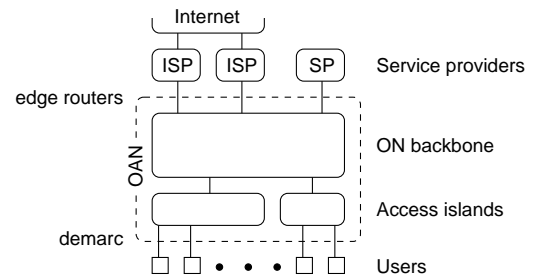 Internet
ISP ISP SP Service providers
edge routers
OAN
ON backbone
Access islands
demarc
Users